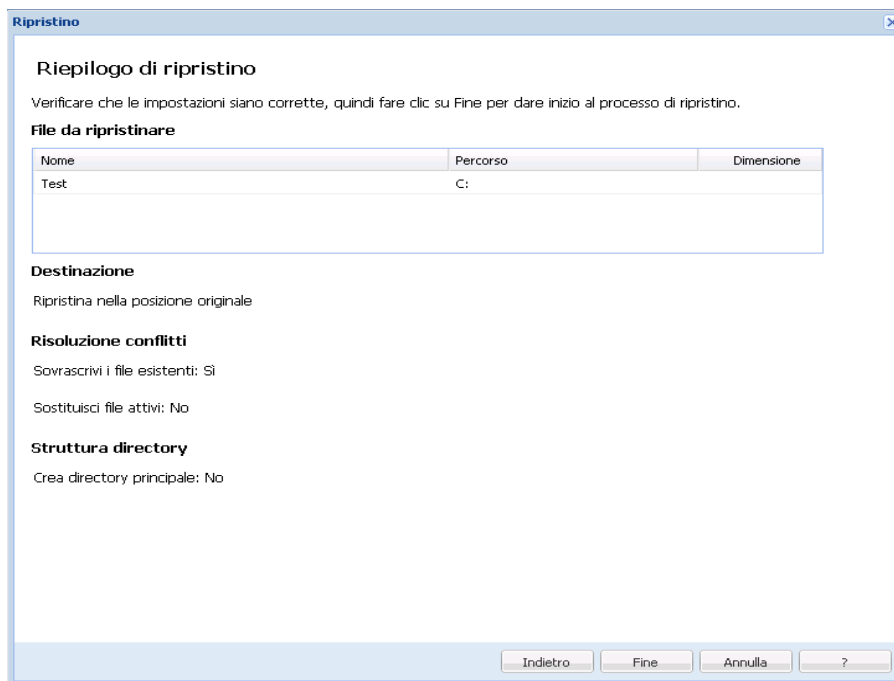 Ripristino
Riepilogo di ripristino
Verificare che le impostazioni siano corrette, quindi fare clic su Fine per dare inizio al processo di ripristino.
File da ripristinare
Nome Percorso Dimensione
Test C:
Destinazione
Ripristina nella posizione originale
Risoluzione conflitti
Sovrascrivi i file esistenti: Sì
Sostituisci file attivi: No
Struttura directory
Crea directory principale: No
Indietro Fine Annulla ?